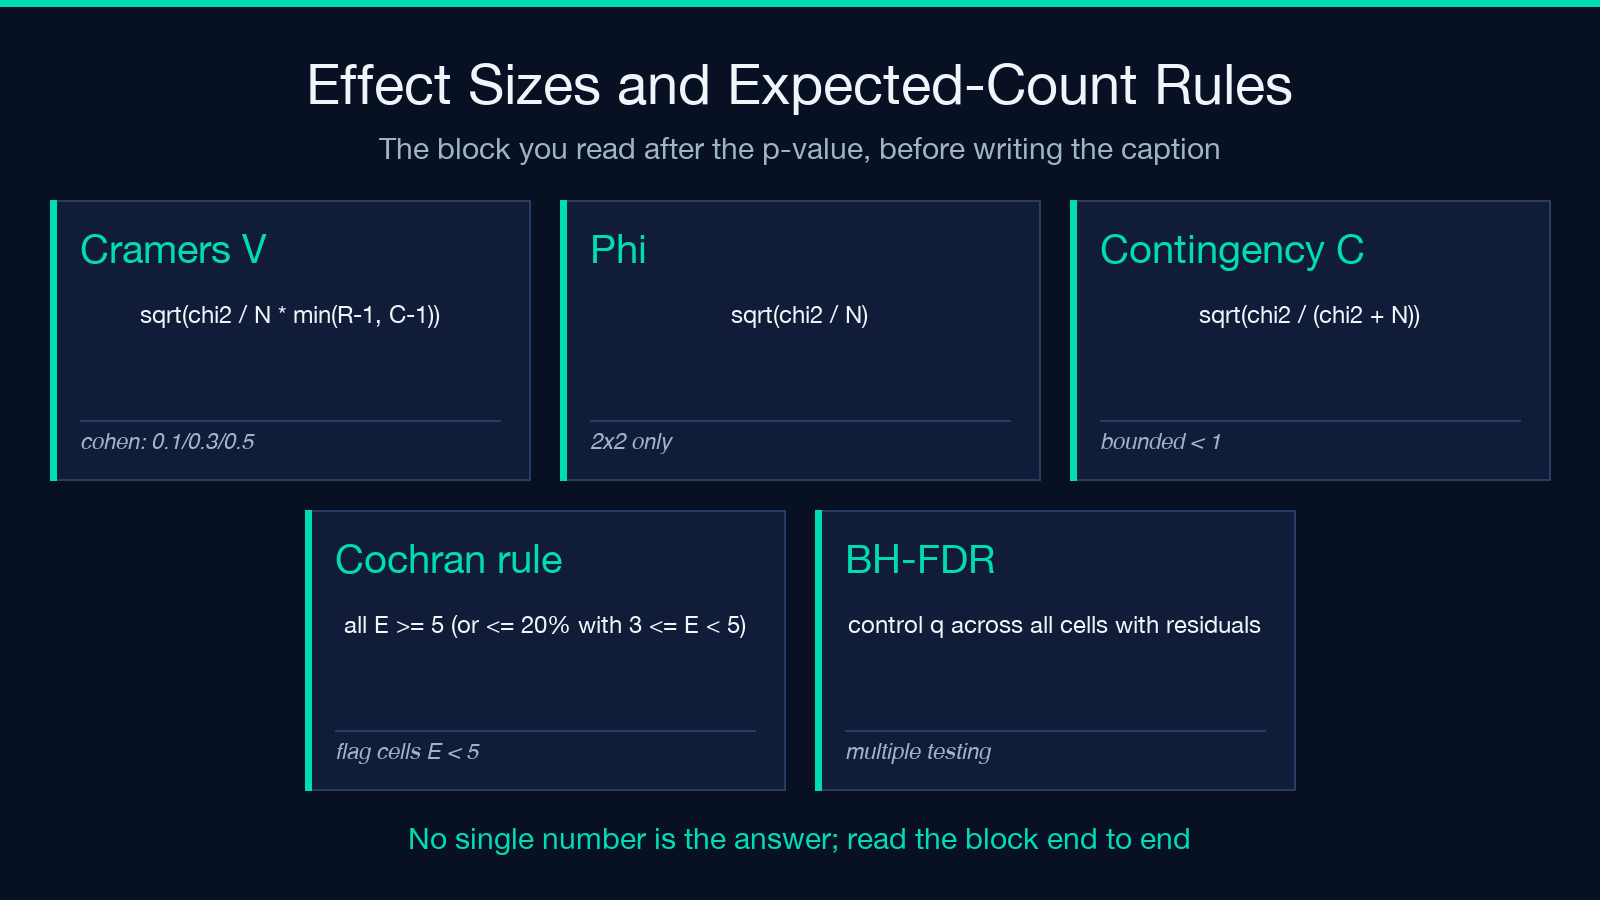 Effect Sizes and Expected-Count Rules
The block you read after the p-value, before writing the caption
Cramers V
sqrt(chi2 / N * min(R-1, C-1))
cohen: 0.1/0.3/0.5
Phi
sqrt(chi2 / N)
2x2 only
Contingency C
sqrt(chi2 / (chi2 + N))
bounded < 1
Cochran rule
all E >= 5 (or <= 20% with 3 <= E < 5)
flag cells E < 5
BH-FDR
control q across all cells with residuals
multiple testing
No single number is the answer; read the block end to end